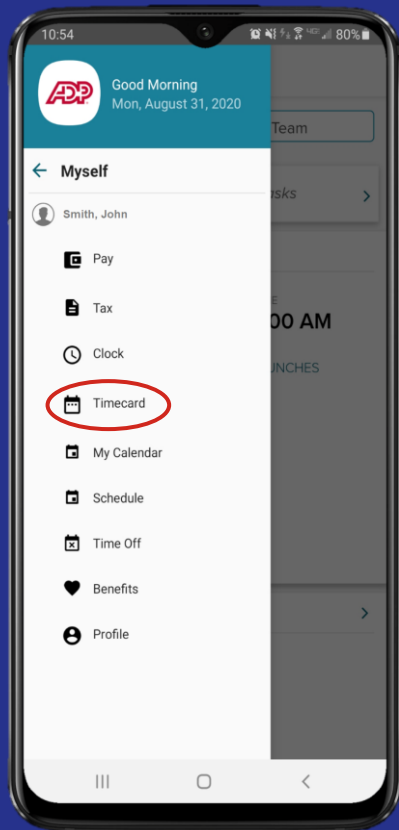 10:54
4GE 80%
ADP
Good Morning
Mon, August 31, 2020
Team
Myself
asks
Smith, John
Pay
Tax
E
00 AM
Clock
UNCHES
Timecard
My Calendar
Schedule
Time Off
Benefits
Profile